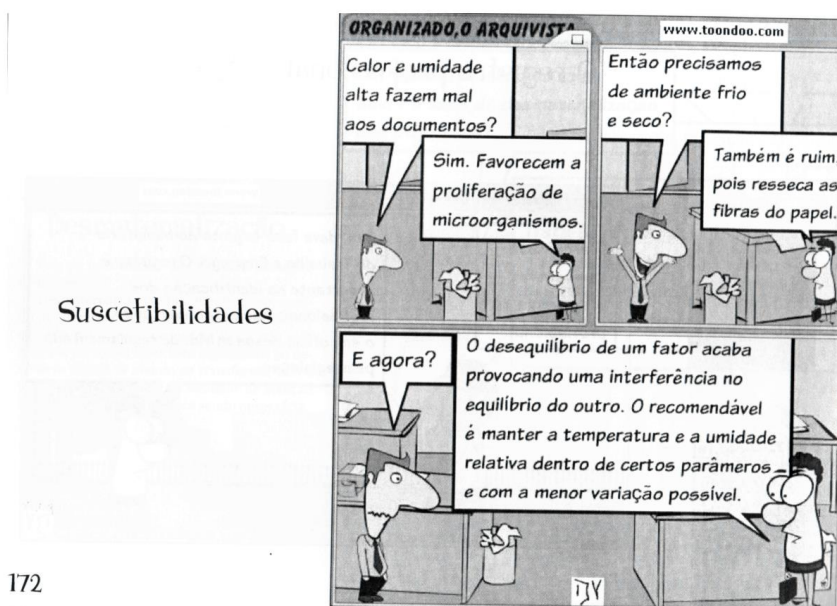 ORGANIZADO,O ARQUIVISTA
www.toondoo.com
Calor e umidade
alta fazem mal
aos documentos?
Sim. Favorecem a
proliferação de
microorganismos.
Então precisamos
de ambiente frio
e seco?
Também é ruim,
pois resseca as
fibras do papel.
Suscetibilidades
E agora?
O desequilíbrio de um fator acaba
provocando uma interferência no
equilíbrio do outro. O recomendável
é manter a temperatura e a umidade
relativa dentro de certos parâmeros
e com a menor variação possível.
172